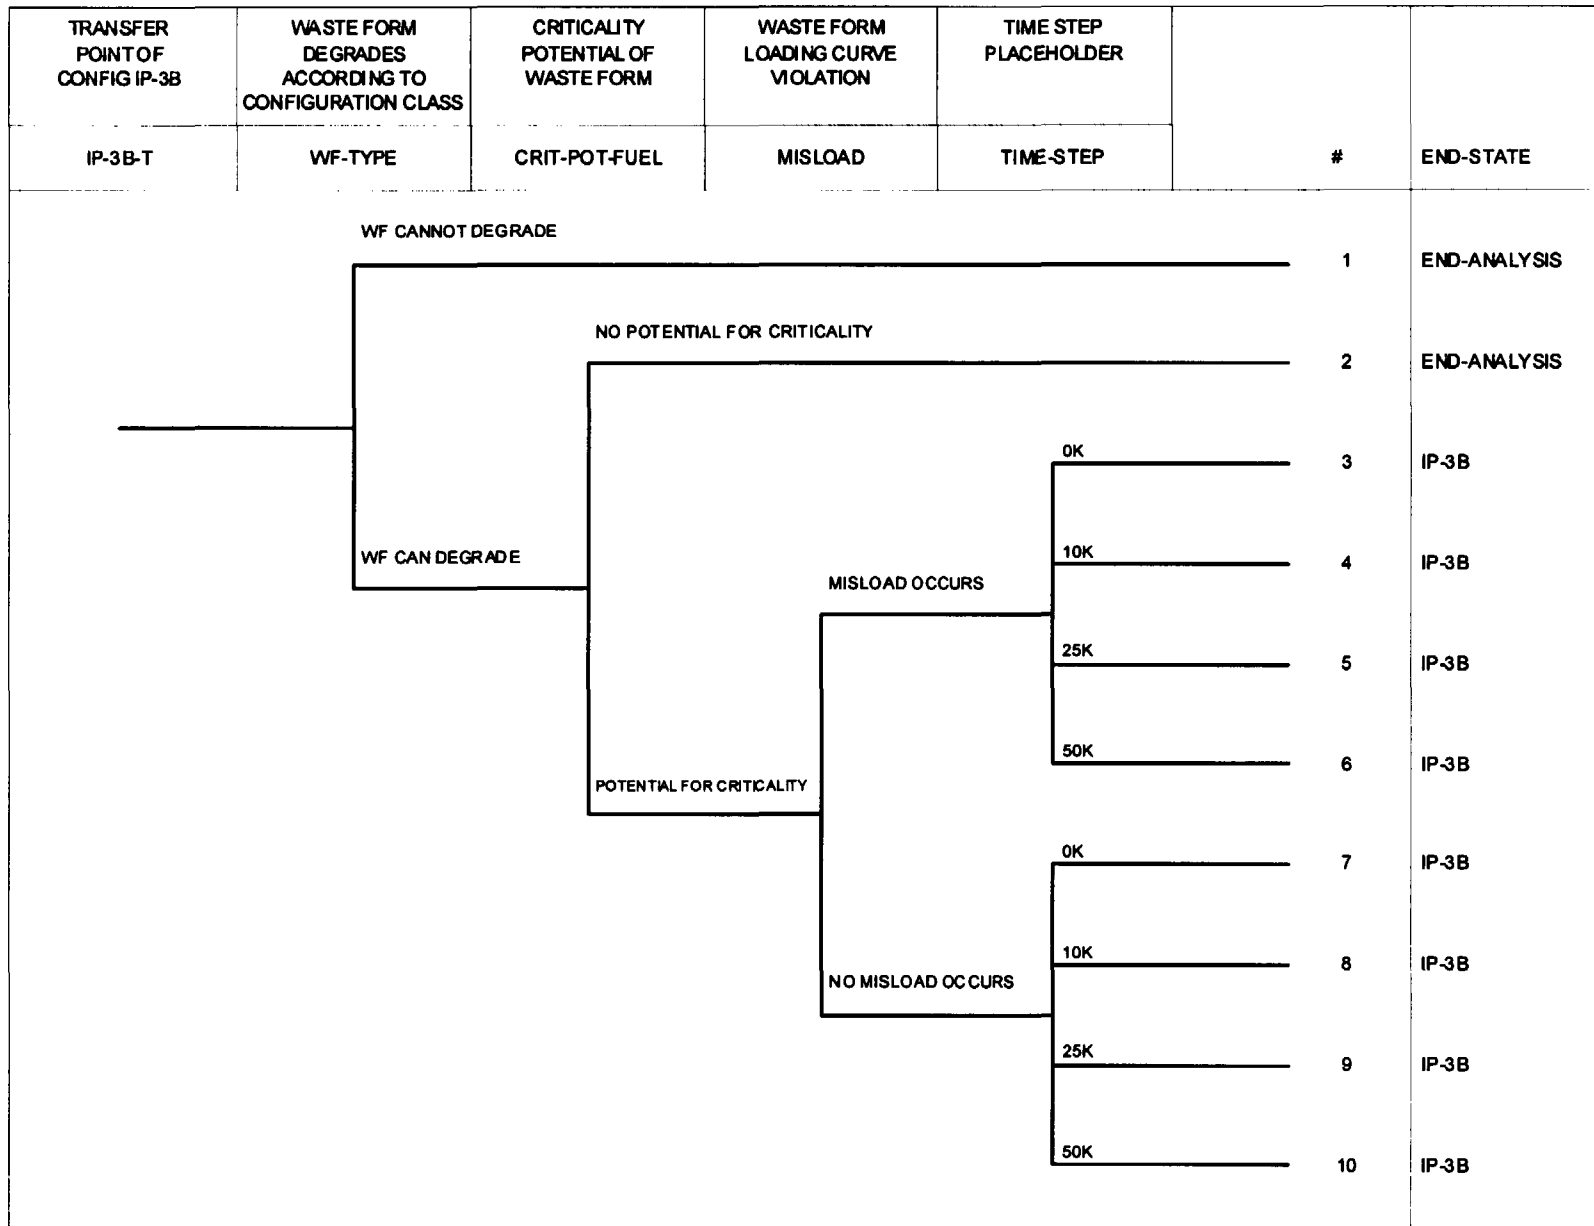 TRANSFER
POINT OF
CONFIG IP-3B
WASTE FORM
DEGRADES
ACCORDING TO
CONFIGURATION CLASS
CRITICALITY
POTENTIAL OF
WASTE FORM
WASTE FORM
LOADING CURVE
VIOLATION
TIME STEP
PLACEHOLDER
IP-3B-T
WF-TYPE
CRIT-POT-FUEL
MISLOAD
TIME-STEP
#
END-STATE
WF CANNOT DEGRADE
1
END-ANALYSIS
NO POTENTIAL FOR CRITICALITY
2
END-ANALYSIS
0K
3
IP-3B
WF CAN DEGRADE
10K
4
IP-3B
MISLOAD OCCURS
25K
5
IP-3B
50K
6
IP-3B
POTENTIAL FOR CRITICALITY
0K
7
IP-3B
10K
8
IP-3B
NO MISLOAD OCCURS
25K
9
IP-3B
50K
10
IP-3B